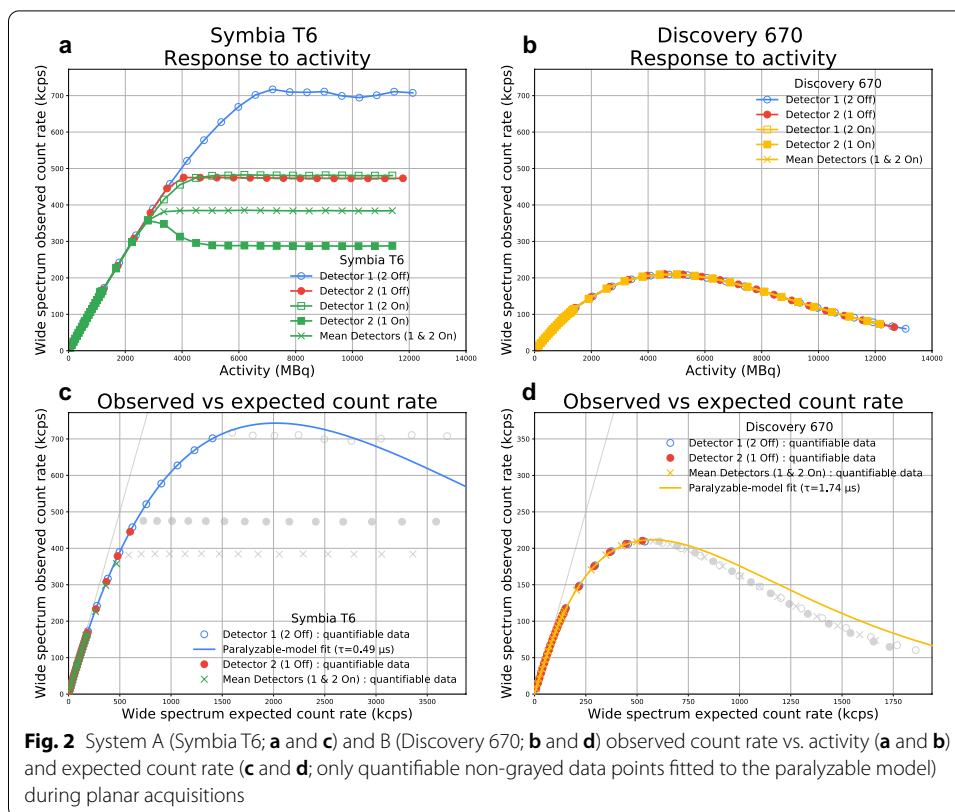 a
Symbia T6
Response to activity
Wide spectrum observed count rate (kcps)
700
600
500
400
300
200
100
0
0
2000
4000
6000
8000
10000
12000
14000
Activity (MBq)
Symbia T6
Detector 1 (2 Off)
Detector 2 (1 Off)
Detector 1 (2 On)
Detector 2 (1 On)
Mean Detectors (1 & 2 On)
b
Discovery 670
Response to activity
Wide spectrum observed count rate (kcps)
700
600
500
400
300
200
100
0
0
2000
4000
6000
8000
10000
12000
14000
Activity (MBq)
Discovery 670
Detector 1 (2 Off)
Detector 2 (1 Off)
Detector 1 (2 On)
Detector 2 (1 On)
Mean Detectors (1 & 2 On)
c
Observed vs expected count rate
Wide spectrum observed count rate (kcps)
700
600
500
400
300
200
100
0
0
500
1000
1500
2000
2500
3000
3500
Wide spectrum expected count rate (kcps)
Symbia T6
Detector 1 (2 Off) : quantifiable data
Paralyzable-model fit (τ=0.49 μs)
Detector 2 (1 Off) : quantifiable data
Mean Detectors (1 & 2 On) : quantifiable data
d
Observed vs expected count rate
Wide spectrum observed count rate (kcps)
350
300
250
200
150
100
50
0
0
250
500
750
1000
1250
1500
1750
Wide spectrum expected count rate (kcps)
Discovery 670
Detector 1 (2 Off) : quantifiable data
Detector 2 (1 Off) : quantifiable data
Mean Detectors (1 & 2 On) : quantifiable data
Paralyzable-model fit (τ=1.74 μs)
Fig. 2 System A (Symbia T6; a and c) and B (Discovery 670; b and d) observed count rate vs. activity (a and b)
and expected count rate (c and d; only quantifiable non-grayed data points fitted to the paralyzable model)
during planar acquisitions